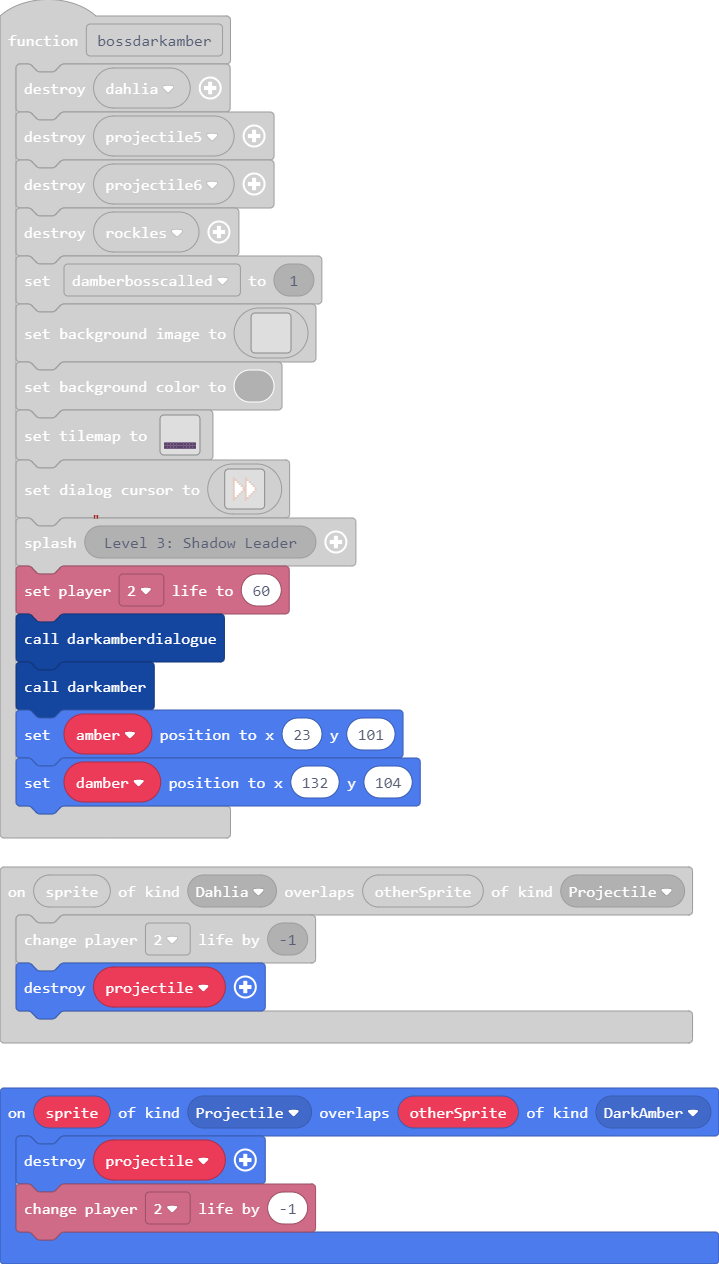 function bossdarkamber
destroy dahlia
destroy projectile5
destroy projectile6
destroy rockles
set damberbosscalled to 1
set background image to
set background color to
set tilemap to
set dialog cursor to
"
splash Level 3: Shadow Leader
set player 2 life to 60
call darkamberdialogue
call darkamber
set amber position to x 23 y 101
set damber position to x 132 y 104
on sprite of kind Dahlia overlaps otherSprite of kind Projectile
change player 2 life by -1
destroy projectile
on sprite of kind Projectile overlaps otherSprite of kind DarkAmber
destroy projectile
change player 2 life by -1